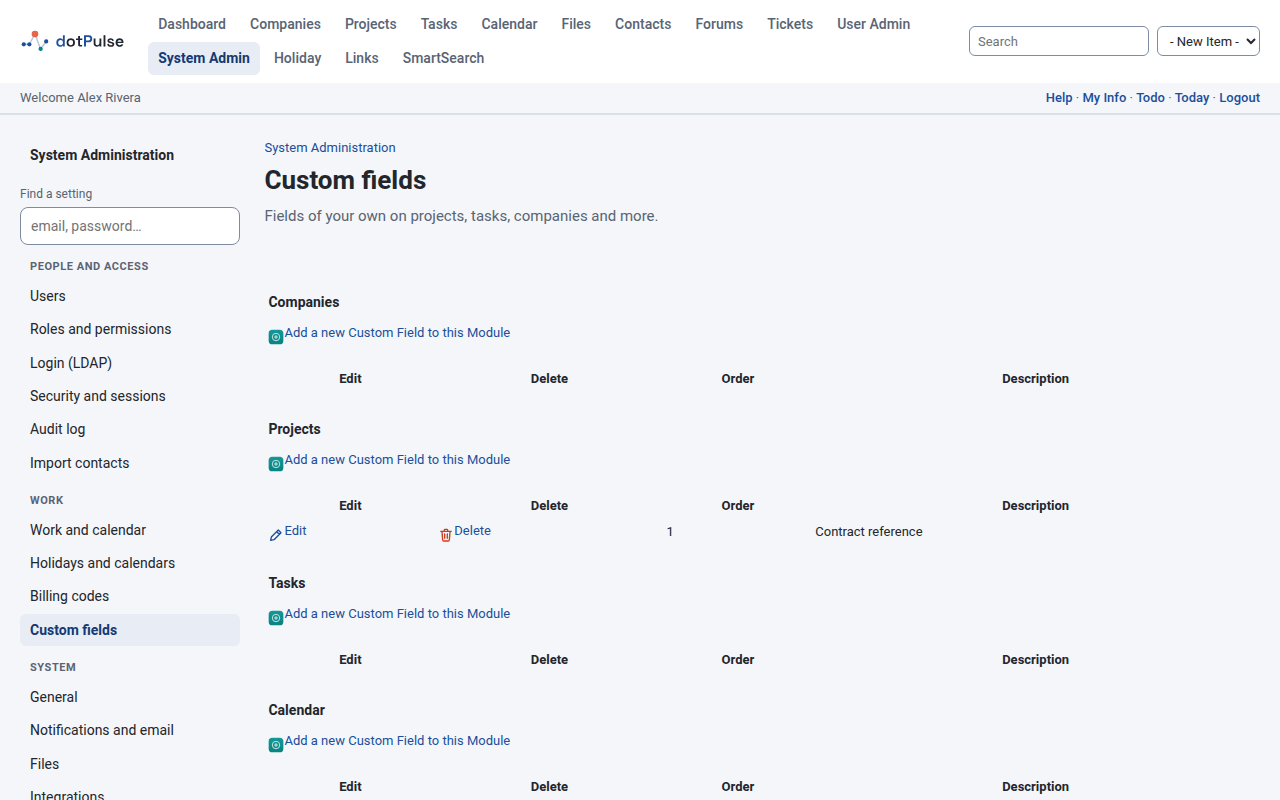 dotPulse
Dashboard Companies Projects Tasks Calendar Files Contacts Forums Tickets User Admin
System Admin Holiday Links SmartSearch
Search
- New Item -
Welcome Alex Rivera
Help · My Info · Todo · Today · Logout
System Administration
Find a setting
email, password…
PEOPLE AND ACCESS
Users
Roles and permissions
Login (LDAP)
Security and sessions
Audit log
Import contacts
WORK
Work and calendar
Holidays and calendars
Billing codes
Custom fields
SYSTEM
General
Notifications and email
Files
Integrations
System Administration
Custom fields
Fields of your own on projects, tasks, companies and more.
Companies
Add a new Custom Field to this Module
Edit Delete Order Description
Projects
Add a new Custom Field to this Module
Edit Delete Order Description
Edit Delete 1 Contract reference
Tasks
Add a new Custom Field to this Module
Edit Delete Order Description
Calendar
Add a new Custom Field to this Module
Edit Delete Order Description